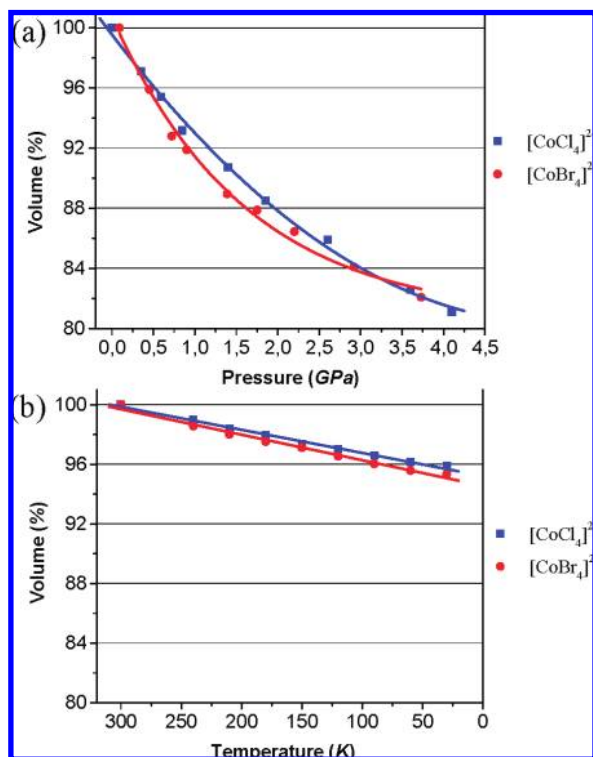 (a)
100
96
92
88
84
80
Volume (%)
0,0 0,5 1,0 1,5 2,0 2,5 3,0 3,5 4,0 4,5
Pressure (GPa)
[CoCl4]2
[CoBr4]2
(b)
100
96
92
88
84
80
Volume (%)
300 250 200 150 100 50 0
Temperature (K)
[CoCl4]2
[CoBr4]2